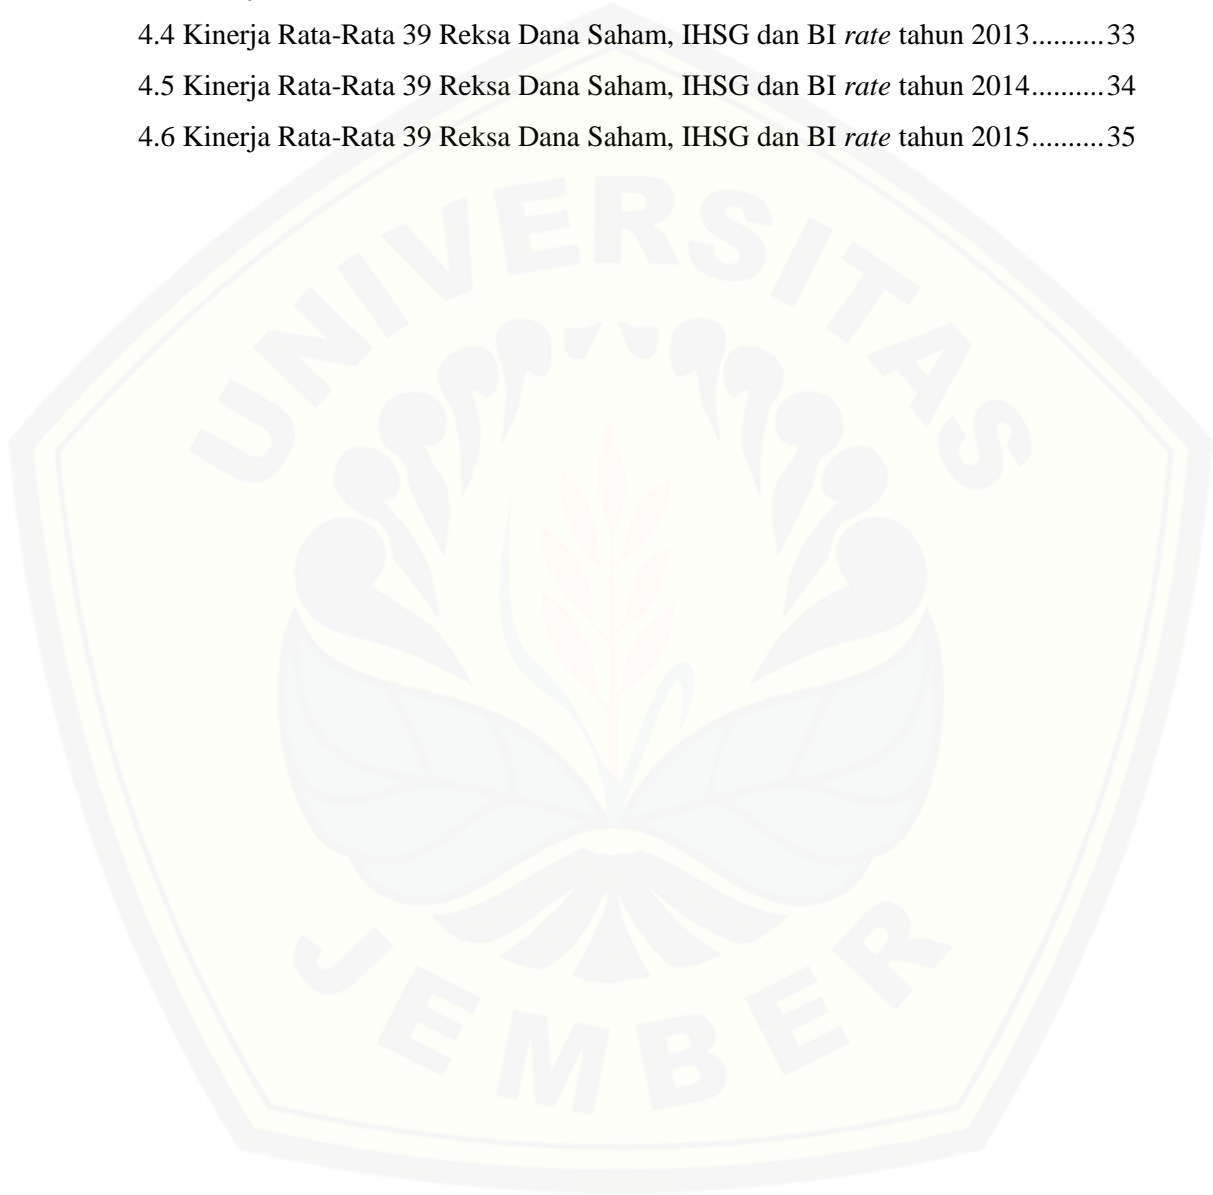 4.4 Kinerja Rata-Rata 39 Reksa Dana Saham, IHSG dan BI rate tahun 2013..........33
4.5 Kinerja Rata-Rata 39 Reksa Dana Saham, IHSG dan BI rate tahun 2014..........34
4.6 Kinerja Rata-Rata 39 Reksa Dana Saham, IHSG dan BI rate tahun 2015..........35
UNIVERSITAS
JEMBER